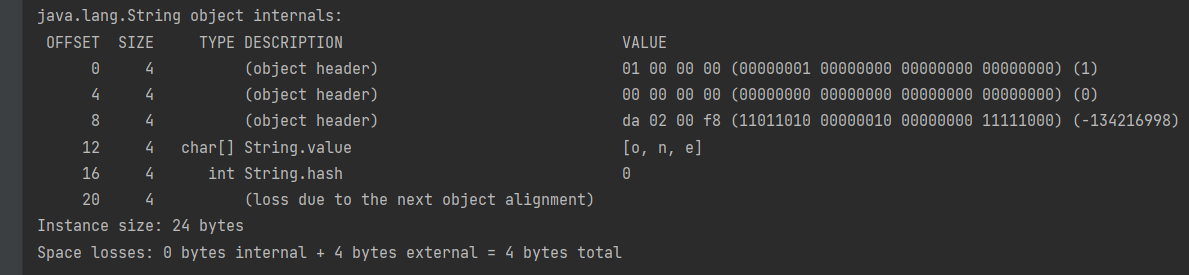 java.lang.String object internals:
 OFFSET  SIZE     TYPE DESCRIPTION                               VALUE
      0     4          (object header)                           01 00 00 00 (00000001 00000000 00000000 00000000) (1)
      4     4          (object header)                           00 00 00 00 (00000000 00000000 00000000 00000000) (0)
      8     4          (object header)                           da 02 00 f8 (11011010 00000010 00000000 11111000) (-134216998)
     12     4   char[] String.value                              [o, n, e]
     16     4      int String.hash                               0
     20     4          (loss due to the next object alignment)
Instance size: 24 bytes
Space losses: 0 bytes internal + 4 bytes external = 4 bytes total